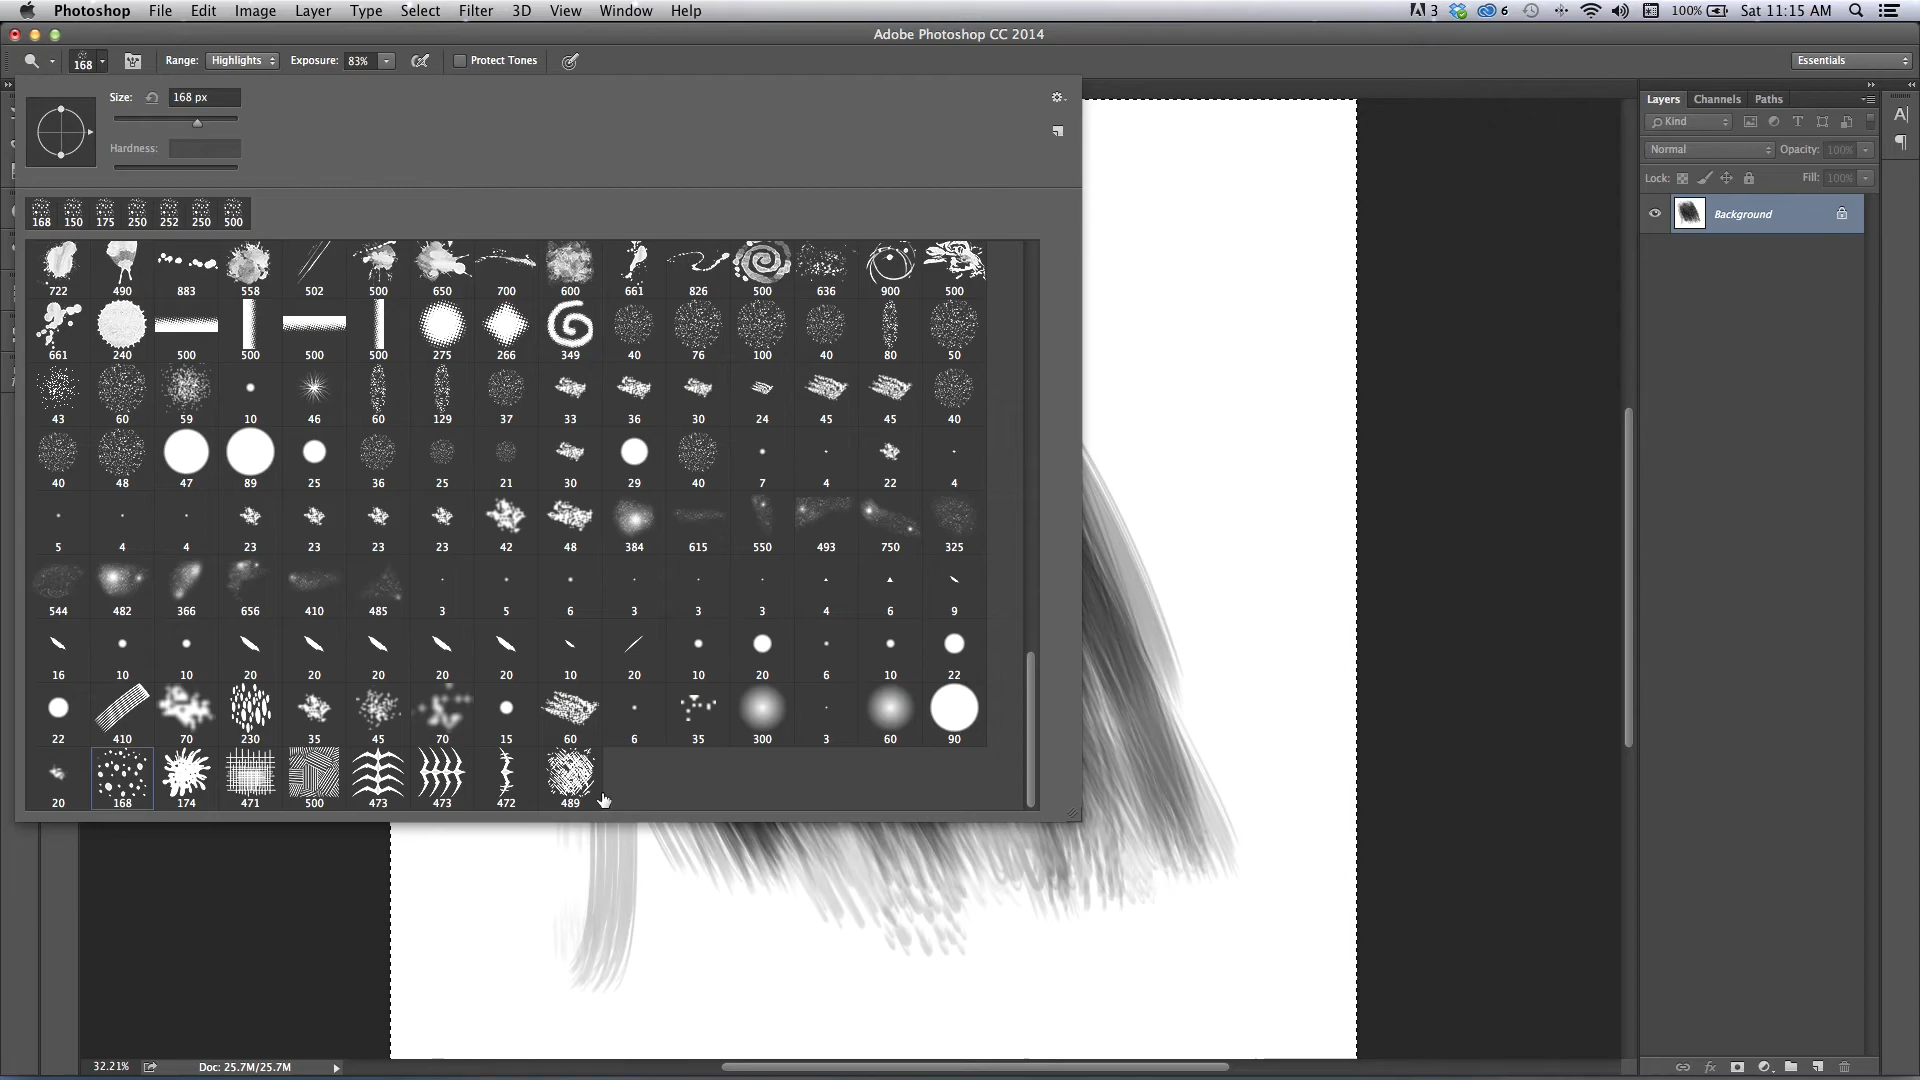 Photoshop File Edit Image Layer Type Select Filter 3D View Window Help 3 6 100% Sat 11:15 AM
Adobe Photoshop CC 2014
168 Range: Highlights Exposure: 83% Protect Tones Essentials
Size: 168 px
Hardness:
168 150 175 250 252 250 500
722 490 883 558 502 500 650 700 600 661 826 500 636 900 500
661 240 500 500 500 500 275 266 349 40 76 100 40 80 50
43 60 59 10 46 60 129 37 33 36 30 24 45 45 40
40 48 47 89 25 36 25 21 30 29 40 7 4 22 4
5 4 4 23 23 23 23 42 48 384 615 550 493 750 325
544 482 366 656 410 485 3 5 6 3 3 3 4 6 9
16 10 10 20 20 20 20 20 10 20 10 20 6 10 22
22 410 70 230 35 45 70 15 60 6 35 300 3 60 90
20 168 174 471 500 473 473 472 489
Layers Channels Paths
Kind
Normal Opacity: 100%
Lock: Fill: 100%
Background
32.21% Doc: 25.7M/25.7M